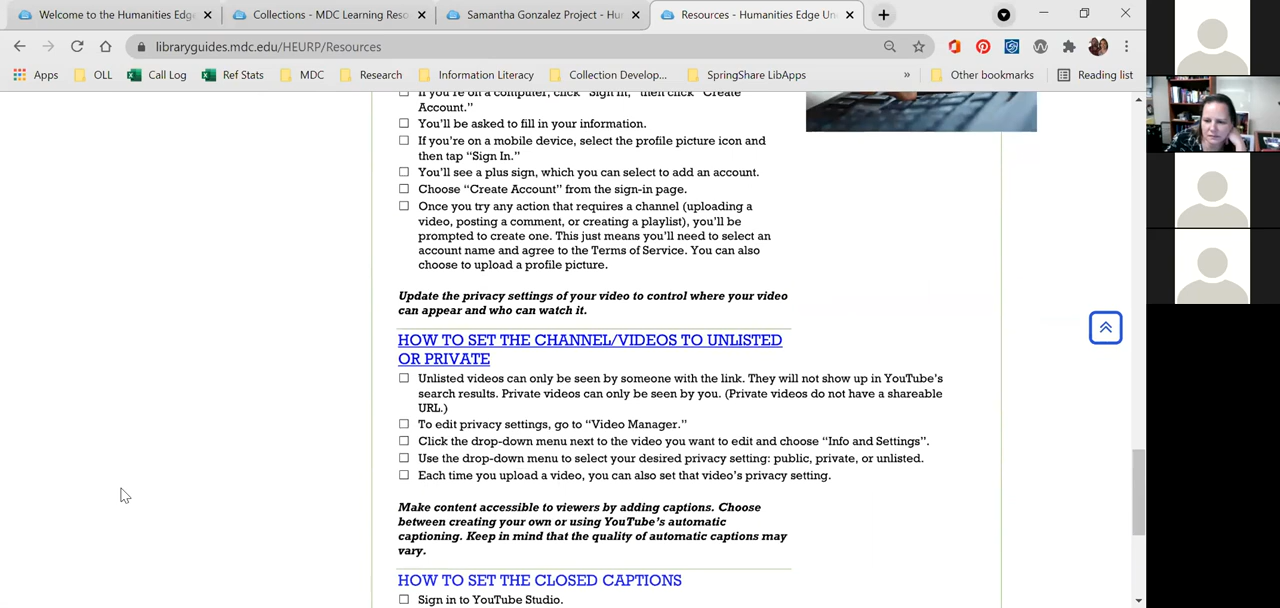 Welcome to the Humanities Edge
Collections - MDC Learning Reso
Samantha Gonzalez Project - Hum
Resources - Humanities Edge Un
libraryguides.mdc.edu/HEURP/Resources
Apps
OLL
Call Log
Ref Stats
MDC
Research
Information Literacy
Collection Develop...
SpringShare LibApps
»
Other bookmarks
Reading list
If you're on a computer, click "Sign In," then click "Create
Account."
You'll be asked to fill in your information.
If you're on a mobile device, select the profile picture icon and
then tap "Sign In."
You'll see a plus sign, which you can select to add an account.
Choose "Create Account" from the sign-in page.
Once you try any action that requires a channel (uploading a
video, posting a comment, or creating a playlist), you'll be
prompted to create one. This just means you'll need to select an
account name and agree to the Terms of Service. You can also
choose to upload a profile picture.
Update the privacy settings of your video to control where your video
can appear and who can watch it.
HOW TO SET THE CHANNEL/VIDEOS TO UNLISTED
OR PRIVATE
Unlisted videos can only be seen by someone with the link. They will not show up in YouTube's
search results. Private videos can only be seen by you. (Private videos do not have a shareable
URL.)
To edit privacy settings, go to "Video Manager."
Click the drop-down menu next to the video you want to edit and choose "Info and Settings".
Use the drop-down menu to select your desired privacy setting: public, private, or unlisted.
Each time you upload a video, you can also set that video's privacy setting.
Make content accessible to viewers by adding captions. Choose
between creating your own or using YouTube's automatic
captioning. Keep in mind that the quality of automatic captions may
vary.
HOW TO SET THE CLOSED CAPTIONS
Sign in to YouTube Studio.